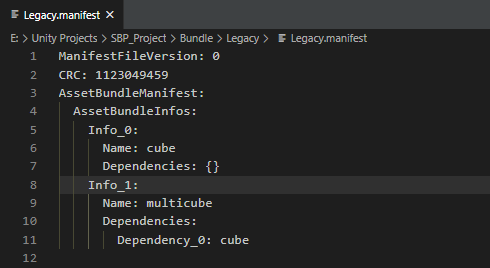 Legacy.manifest ×
E: > Unity Projects > SBP_Project > Bundle > Legacy > Legacy.manifest
1 ManifestFileVersion: 0
2 CRC: 1123049459
3 AssetBundleManifest:
4 AssetBundleInfos:
5 Info_0:
6 Name: cube
7 Dependencies: {}
8 Info_1:
9 Name: multicube
10 Dependencies:
11 Dependency_0: cube
12